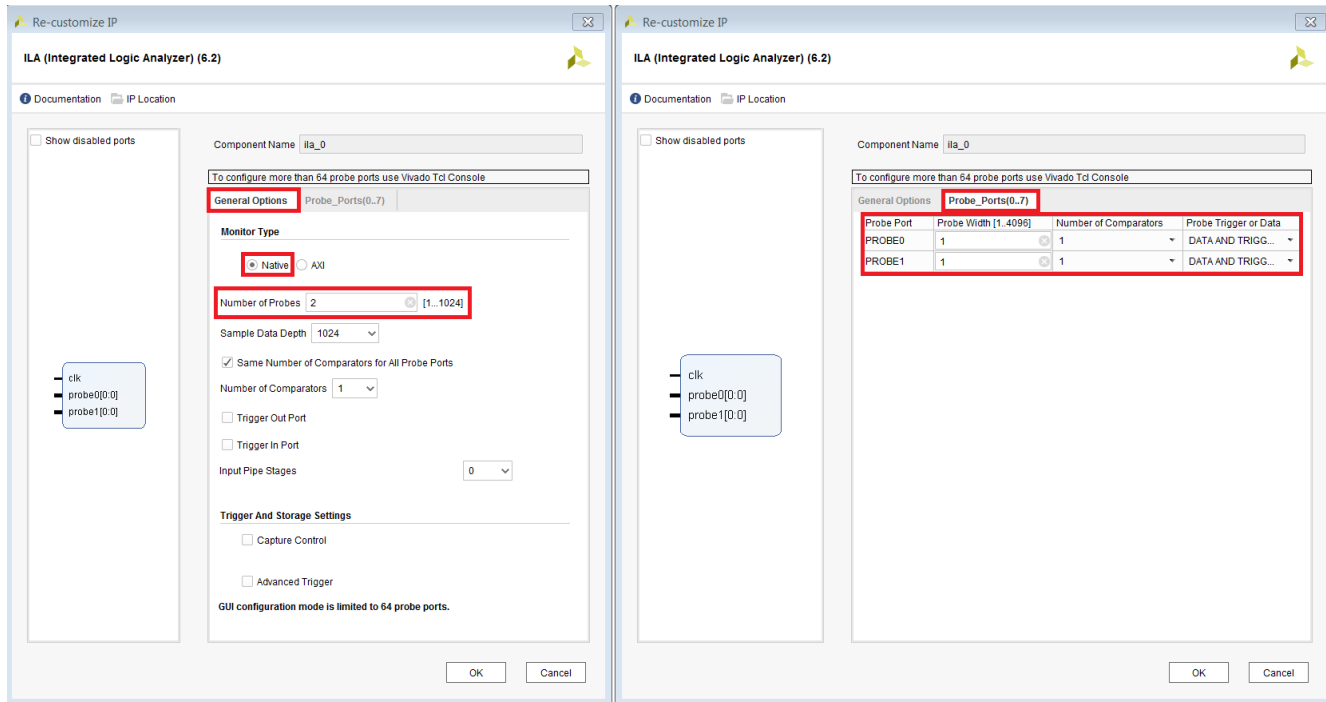 Re-customize IP
ILA (Integrated Logic Analyzer) (6.2)
Documentation IP Location
Show disabled ports
clk
probe0[0:0]
probe1[0:0]
Component Name ila_0
To configure more than 64 probe ports use Vivado Tcl Console
General Options Probe_Ports(0..7)
Monitor Type
Native AXI
Number of Probes 2 [1...1024]
Sample Data Depth 1024
Same Number of Comparators for All Probe Ports
Number of Comparators 1
Trigger Out Port
Trigger In Port
Input Pipe Stages 0
Trigger And Storage Settings
Capture Control
Advanced Trigger
GUI configuration mode is limited to 64 probe ports.
OK Cancel
Re-customize IP
ILA (Integrated Logic Analyzer) (6.2)
Documentation IP Location
Show disabled ports
clk
probe0[0:0]
probe1[0:0]
Component Name ila_0
To configure more than 64 probe ports use Vivado Tcl Console
General Options Probe_Ports(0..7)
Probe Port Probe Width [1..4096] Number of Comparators Probe Trigger or Data
PROBE0 1 1 DATA AND TRIGG...
PROBE1 1 1 DATA AND TRIGG...
OK Cancel